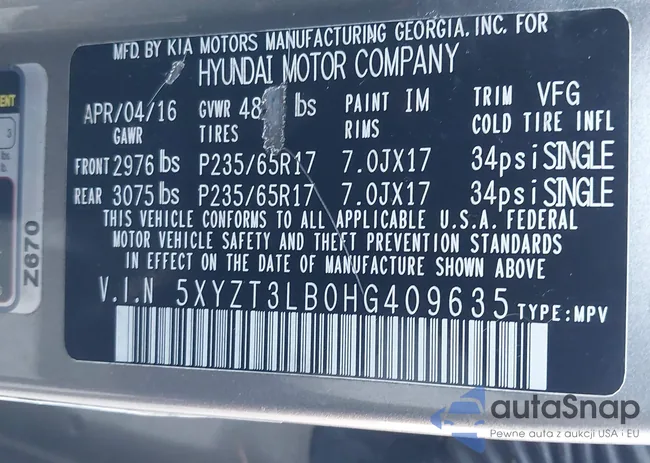 MFD. BY KIA MOTORS MANUFACTURING GEORGIA, INC. FOR
HYUNDAI MOTOR COMPANY
APR/04/16 GVWR 48 lbs PAINT IM TRIM VFG
GAWR TIRES RIMS COLD TIRE INFL
FRONT 2976 lbs P235/65R17 7.0JX17 34psi SINGLE
REAR 3075 lbs P235/65R17 7.0JX17 34psi SINGLE
THIS VEHICLE CONFORMS TO ALL APPLICABLE U.S.A. FEDERAL
MOTOR VEHICLE SAFETY AND THEFT PREVENTION STANDARDS
IN EFFECT ON THE DATE OF MANUFACTURE SHOWN ABOVE
V.I.N 5XYZT3LB0HG409635 TYPE:MPV
Z670
autaSnap
Pewne auta z aukcji USA i EU